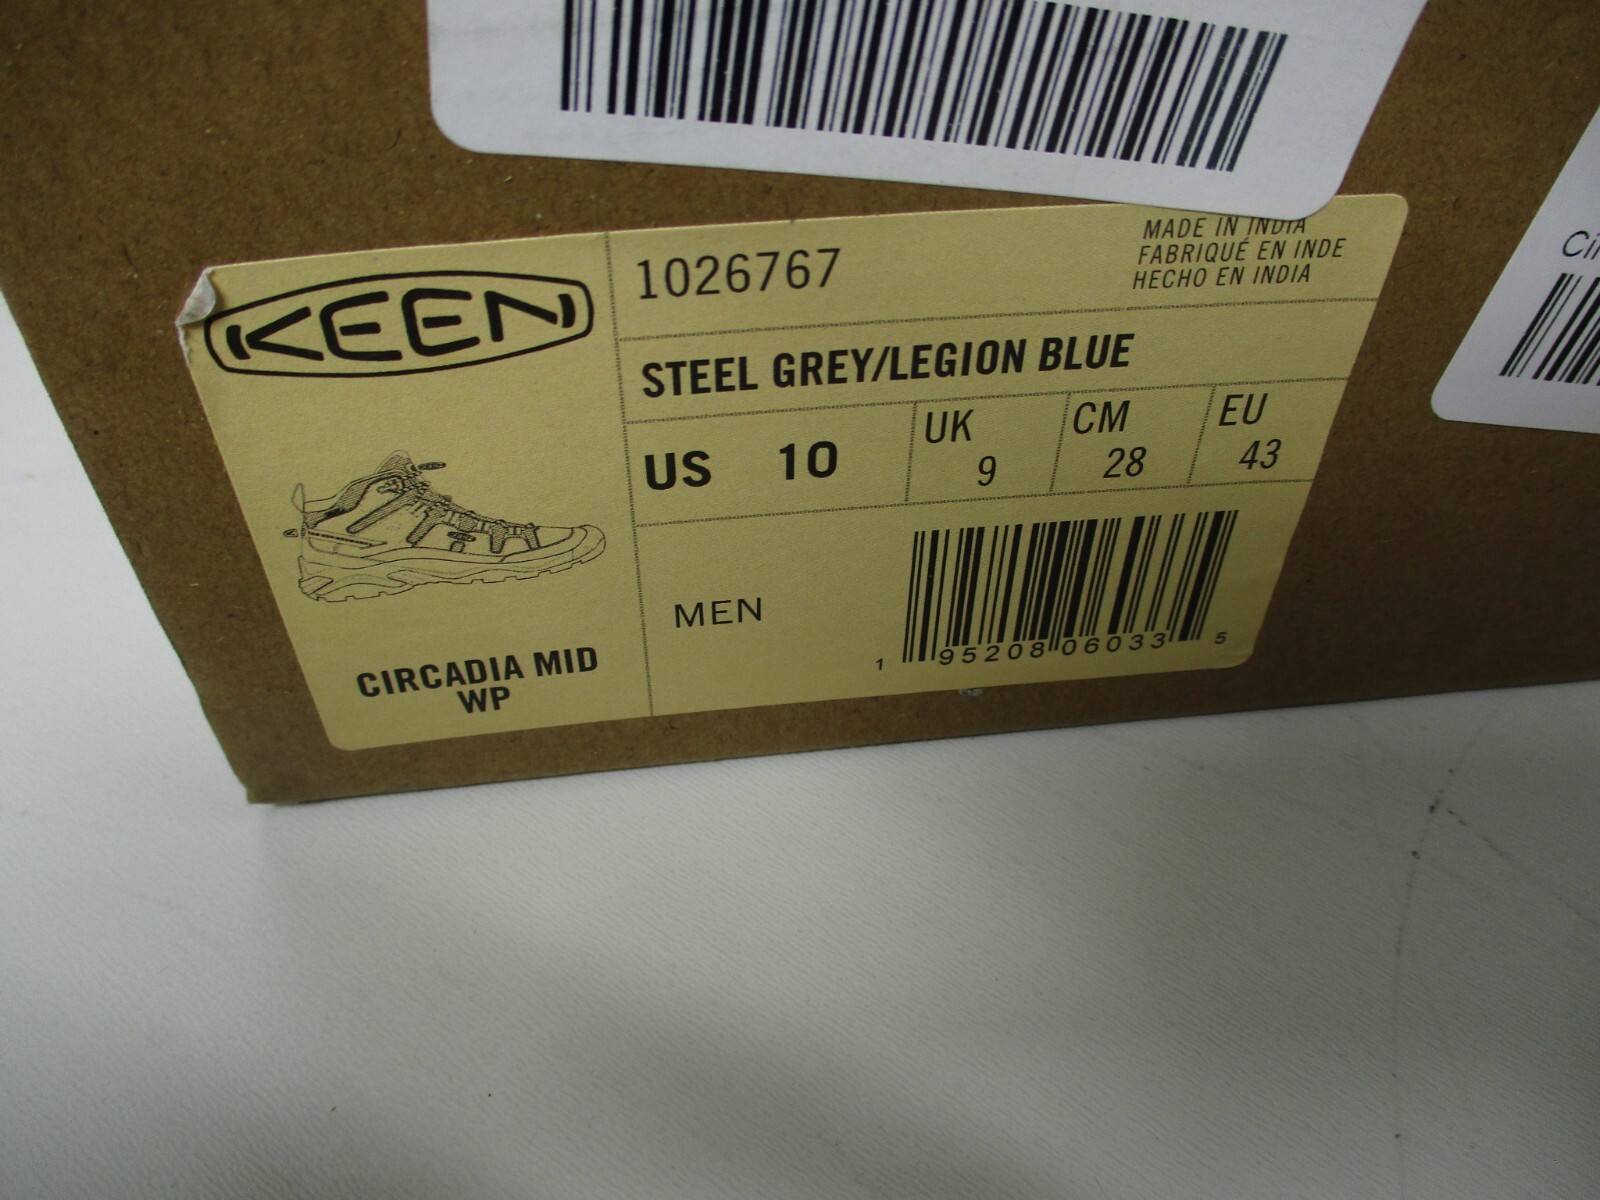 KEEN
1026767
MADE IN INDIA
FABRIQUÉ EN INDE
HECHO EN INDIA
STEEL GREY/LEGION BLUE
US 10
UK 9
CM 28
EU 43
MEN
1 95208 06033 5
CIRCADIA MID
WP